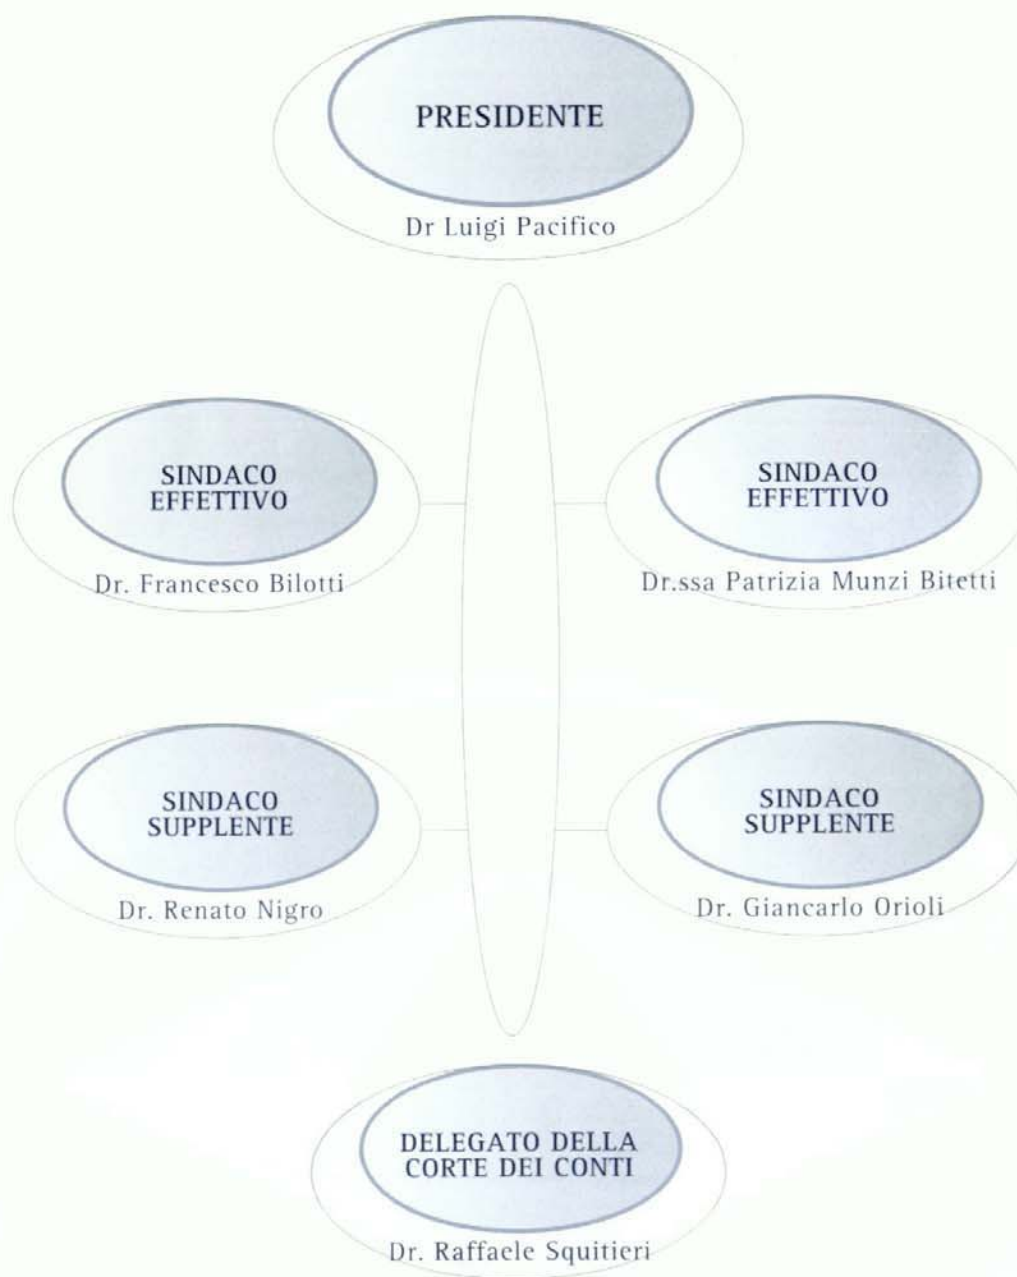 PRESIDENTE
Dr Luigi Pacifico
SINDACO
EFFETTIVO
Dr. Francesco Bilotti
SINDACO
EFFETTIVO
Dr.ssa Patrizia Munzi Bitetti
SINDACO
SUPPLENTE
Dr. Renato Nigro
SINDACO
SUPPLENTE
Dr. Giancarlo Orioli
DELEGATO DELLA
CORTE DEI CONTI
Dr. Raffaele Squitieri